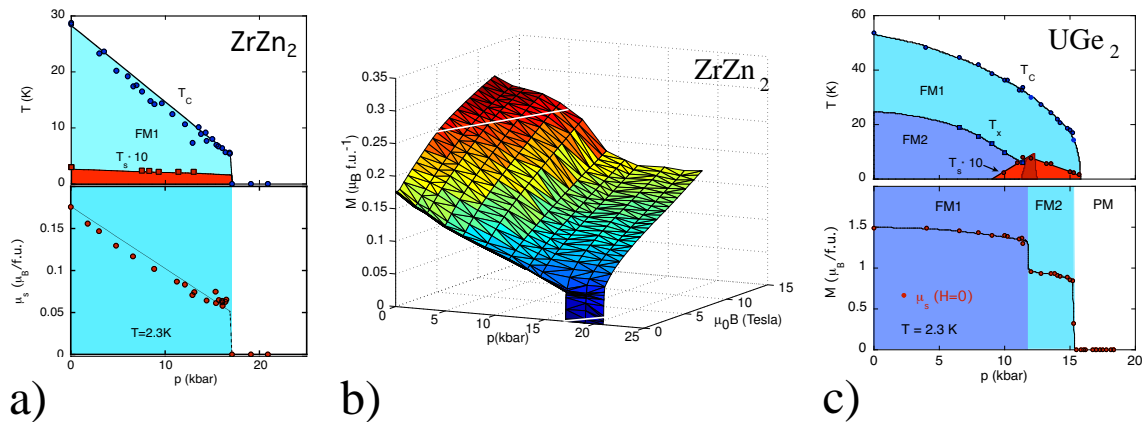 ZrZn2
30
20
10
0
T (K)
TC
FM1
Ts · 10
0.15
0.1
0.05
0
μs (μB/f.u.)
T=2.3K
0
10
20
p (kbar)
a)
ZrZn2
0.35
0.3
0.25
0.2
0.15
0.1
0.05
0
M (μB f.u.-1)
0
5
10
15
20
25
p(kbar)
0
5
10
15
μ0B (Tesla)
b)
UGe2
60
40
20
0
T (K)
TC
FM1
Tx
FM2
Ts · 10
FM1
FM2
PM
1.5
1.0
0.5
0
M (μB/f.u.)
μs (H=0)
T = 2.3 K
0
5
10
15
20
p (kbar)
c)